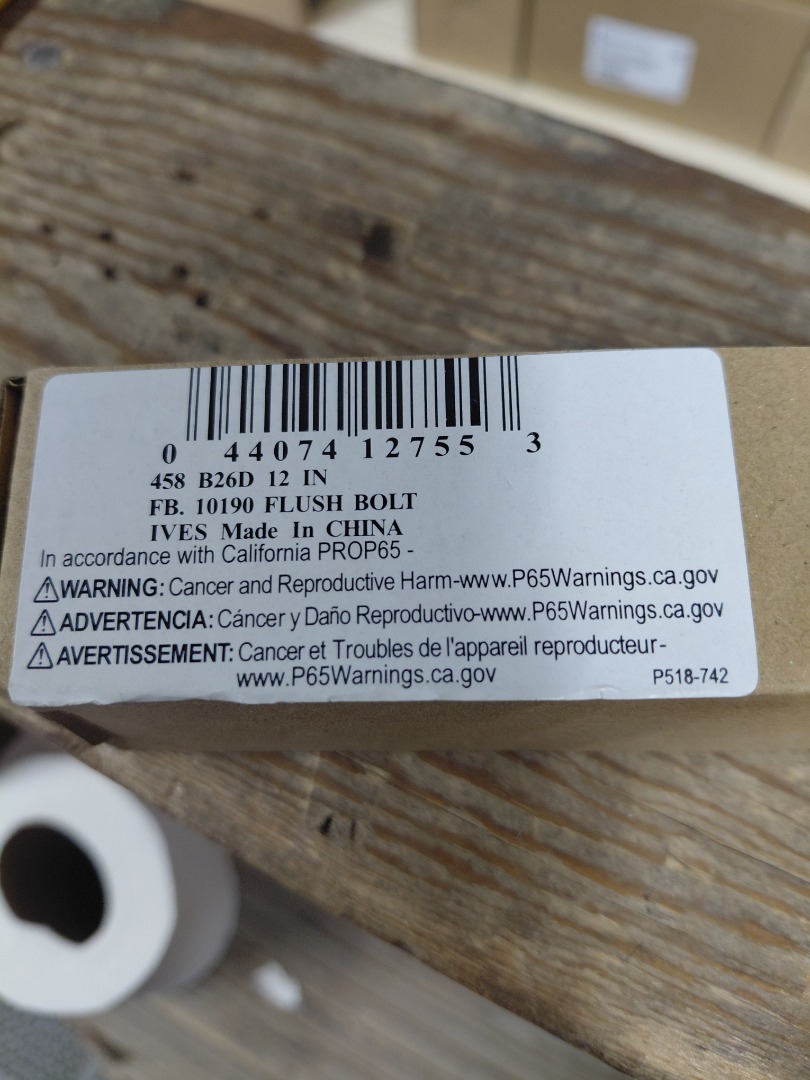 0 44074 12755 3
458 B26D 12 IN
FB. 10190 FLUSH BOLT
IVES Made In CHINA
In accordance with California PROP65 -
⚠WARNING: Cancer and Reproductive Harm-www.P65Warnings.ca.gov
⚠ADVERTENCIA: Cáncer y Daño Reproductivo-www.P65Warnings.ca.gov
⚠AVERTISSEMENT: Cancer et Troubles de l'appareil reproducteur-
www.P65Warnings.ca.gov
P518-742